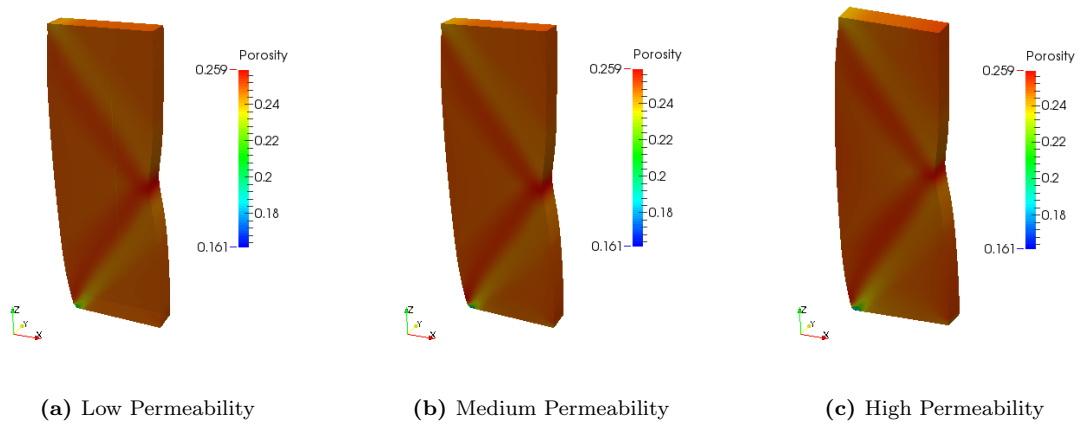 Porosity
0.259
0.24
0.22
0.2
0.18
0.161
Z
Y
X
(a) Low Permeability
Porosity
0.259
0.24
0.22
0.2
0.18
0.161
Z
Y
X
(b) Medium Permeability
Porosity
0.259
0.24
0.22
0.2
0.18
0.161
Z
Y
X
(c) High Permeability